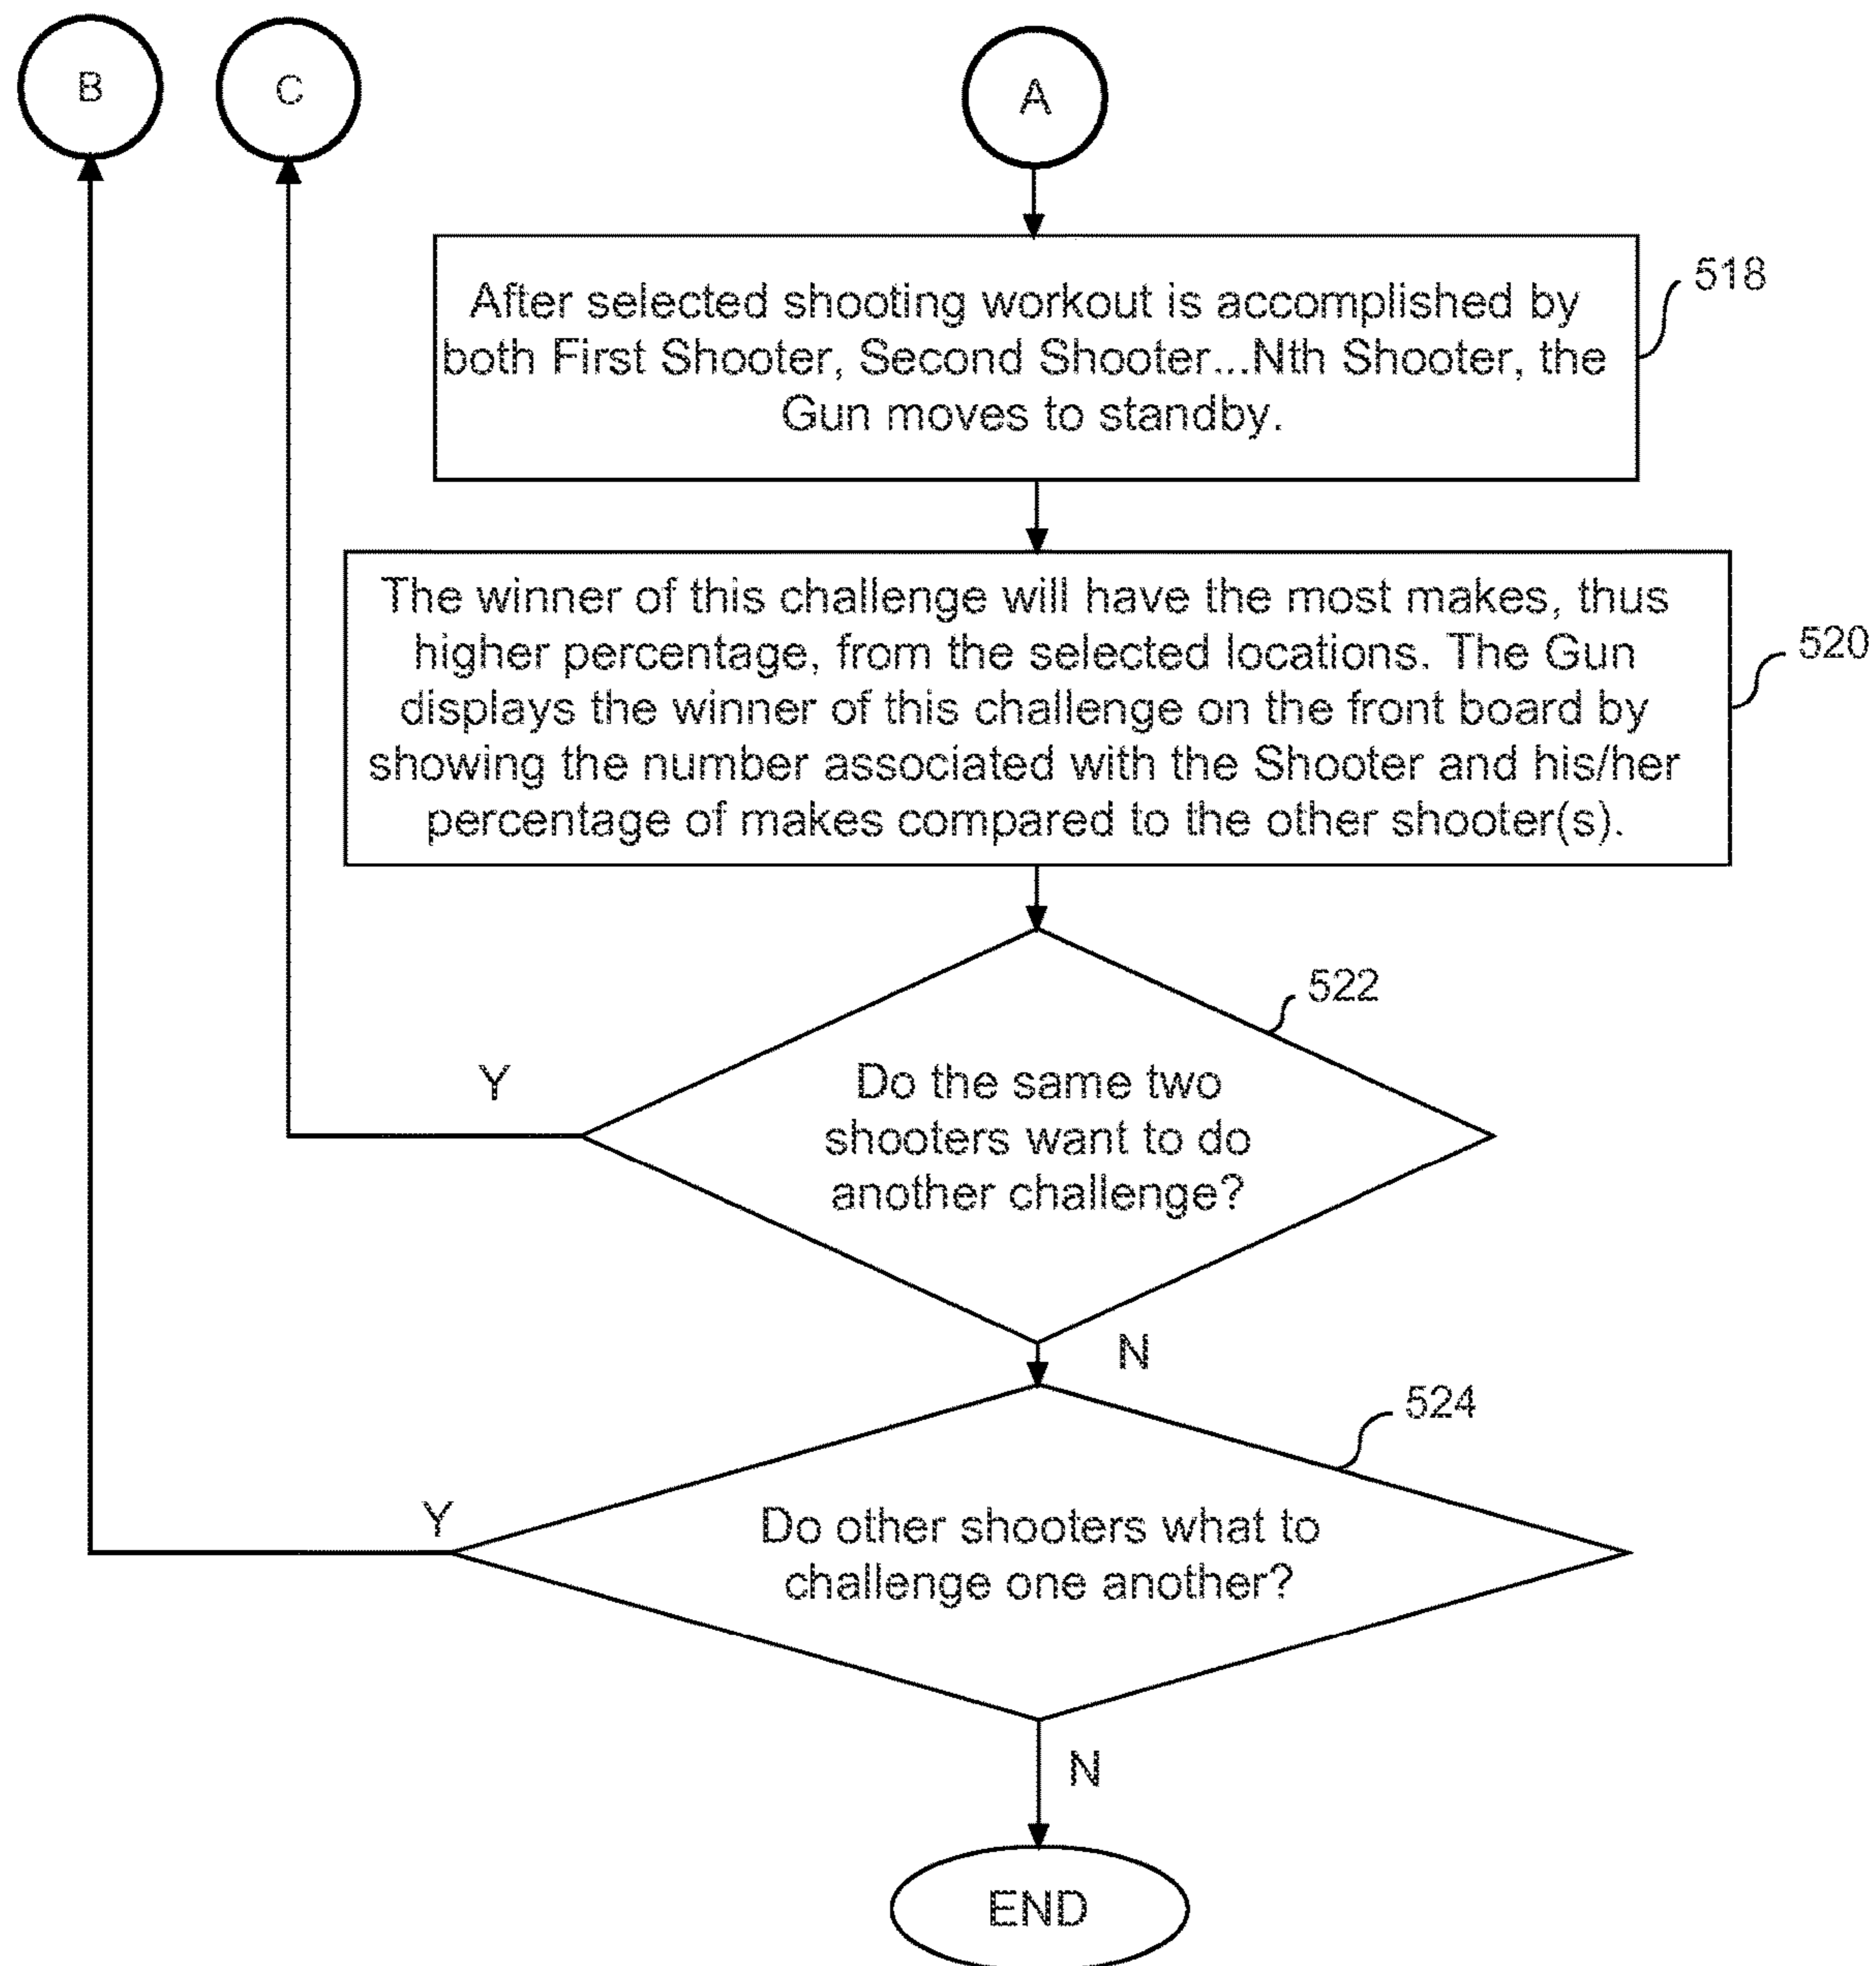 B
C
A
After selected shooting workout is accomplished by
both First Shooter, Second Shooter...Nth Shooter, the
Gun moves to standby.
518
The winner of this challenge will have the most makes, thus
higher percentage, from the selected locations. The Gun
displays the winner of this challenge on the front board by
showing the number associated with the Shooter and his/her
percentage of makes compared to the other shooter(s).
520
522
Y
Do the same two
shooters want to do
another challenge?
N
524
Y
Do other shooters what to
challenge one another?
N
END